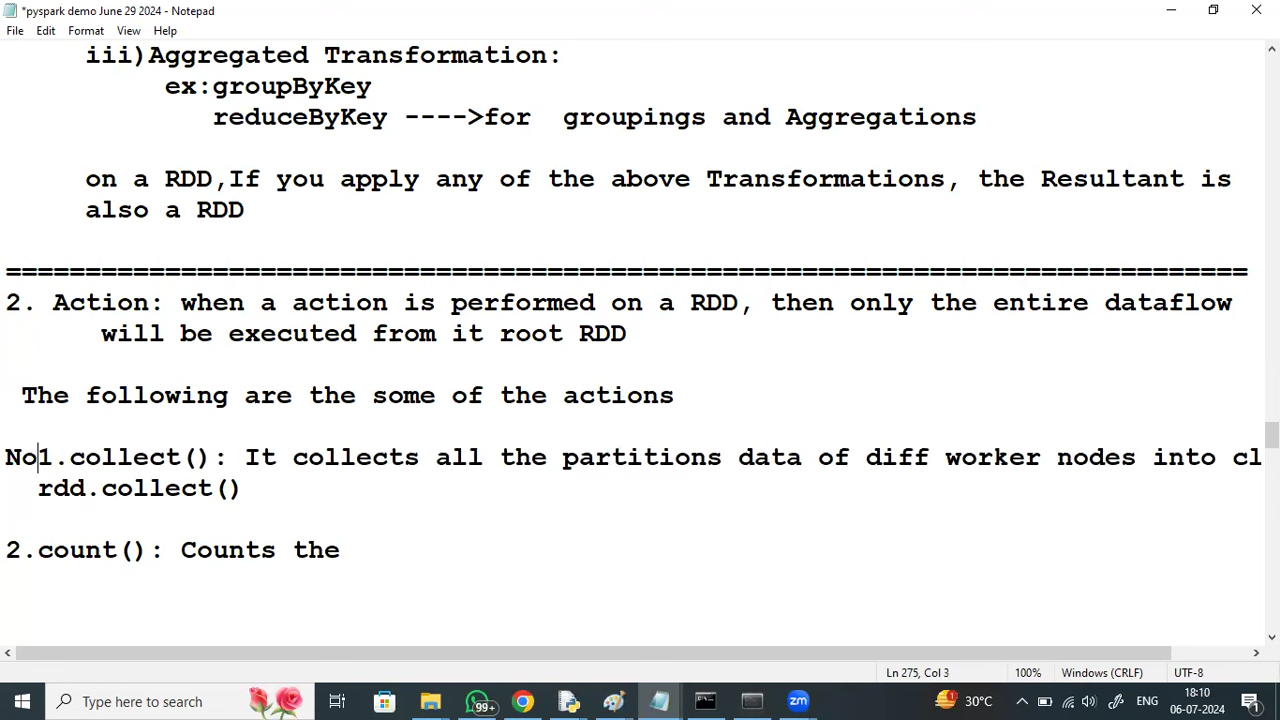 *pyspark demo June 29 2024 - Notepad
File Edit Format View Help
iii)Aggregated Transformation:
ex:groupByKey
reduceByKey ---->for  groupings and Aggregations
on a RDD,If you apply any of the above Transformations, the Resultant is
also a RDD
==============================================================================
2. Action: when a action is performed on a RDD, then only the entire dataflow
will be executed from it root RDD
The following are the some of the actions
No1.collect(): It collects all the partitions data of diff worker nodes into cl
rdd.collect()
2.count(): Counts the
Ln 275, Col 3 100% Windows (CRLF) UTF-8
Type here to search 99+ zm 1 30°C ENG 18:10
06-07-2024 1